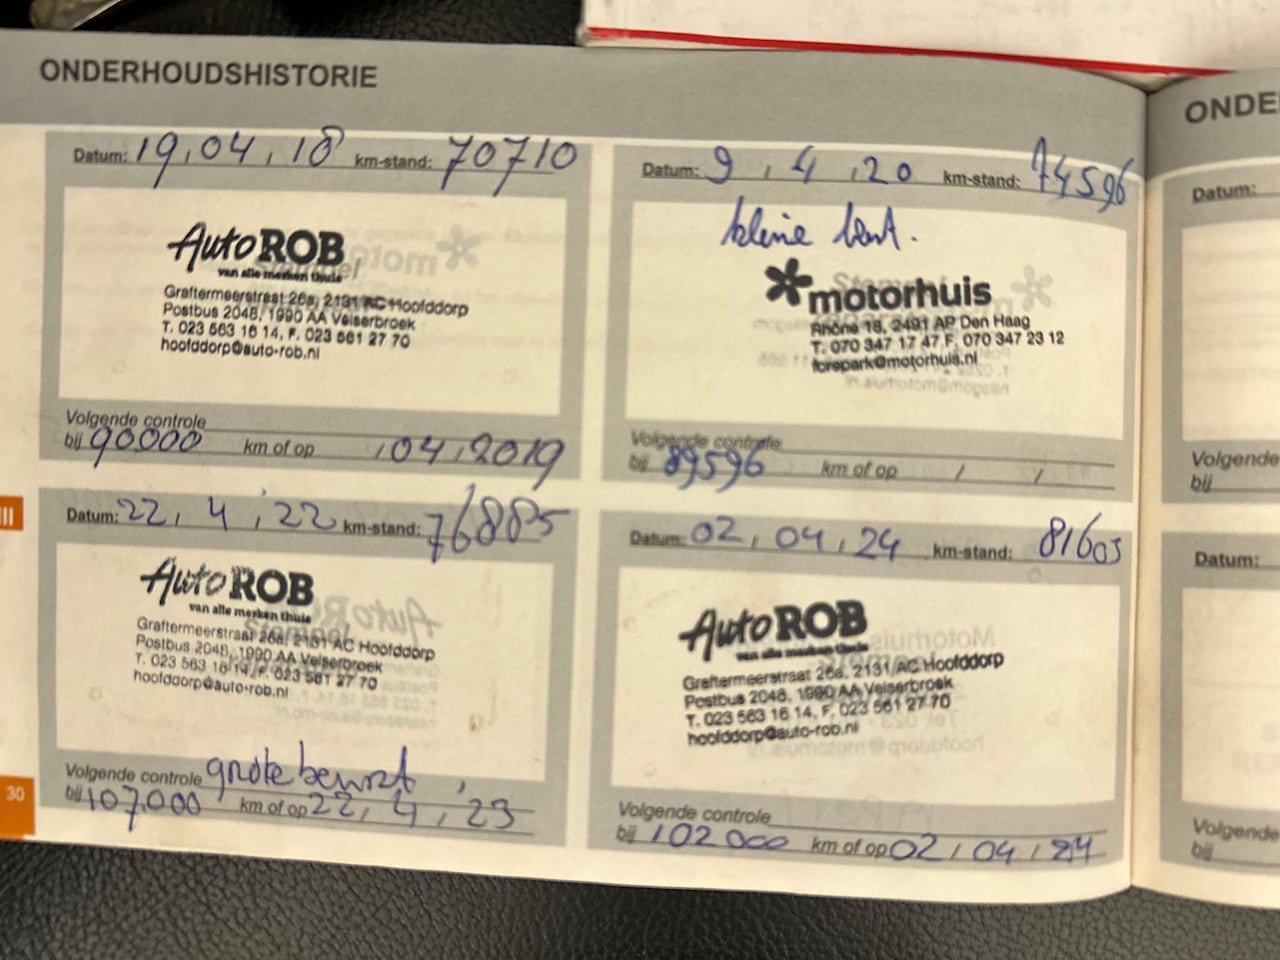 ONDERHOUDSHISTORIE
Datum: 19, 04, 18 km-stand: 70710
AutoROB
van alle merken thuis
Graftermeerstraat 26a, 2131 AC Hoofddorp
Postbus 2048, 1990 AA Velserbroek
T. 023 563 16 14, F. 023 561 27 70
hoofddorp@auto-rob.nl
Volgende controle
bij 90.000 km of op , 04, 2019
Datum: 9, 4, 20 km-stand: 74596
kleine
motorhuis
Rhône 18, 2491 AP Den Haag
T. 070 347 17 47 F. 070 347 23 12
forepark@motorhuis.nl
Volgende controle
bij 89596 km of op / /
III
Datum: 22, 4, 22 km-stand: 76885
AutoROB
van alle merken thuis
Graftermeerstraat 26a, 2131 AC Hoofddorp
Postbus 2048, 1990 AA Velserbroek
T. 023 563 16 14, F. 023 561 27 70
hoofddorp@auto-rob.nl
Volgende controle grote beurt
bij 107.000 km of op 22, 4, 23
30
Datum: 02, 04, 24 km-stand: 81603
AutoROB
van alle merken thuis
Graftermeerstraat 26a, 2131 AC Hoofddorp
Postbus 2048, 1990 AA Velserbroek
T. 023 563 16 14, F. 023 561 27 70
hoofddorp@auto-rob.nl
Volgende controle
bij 102000 km of op 02, 04, 24
ONDE
Datum:
Volgende
bij
Datum:
Volgende
bij